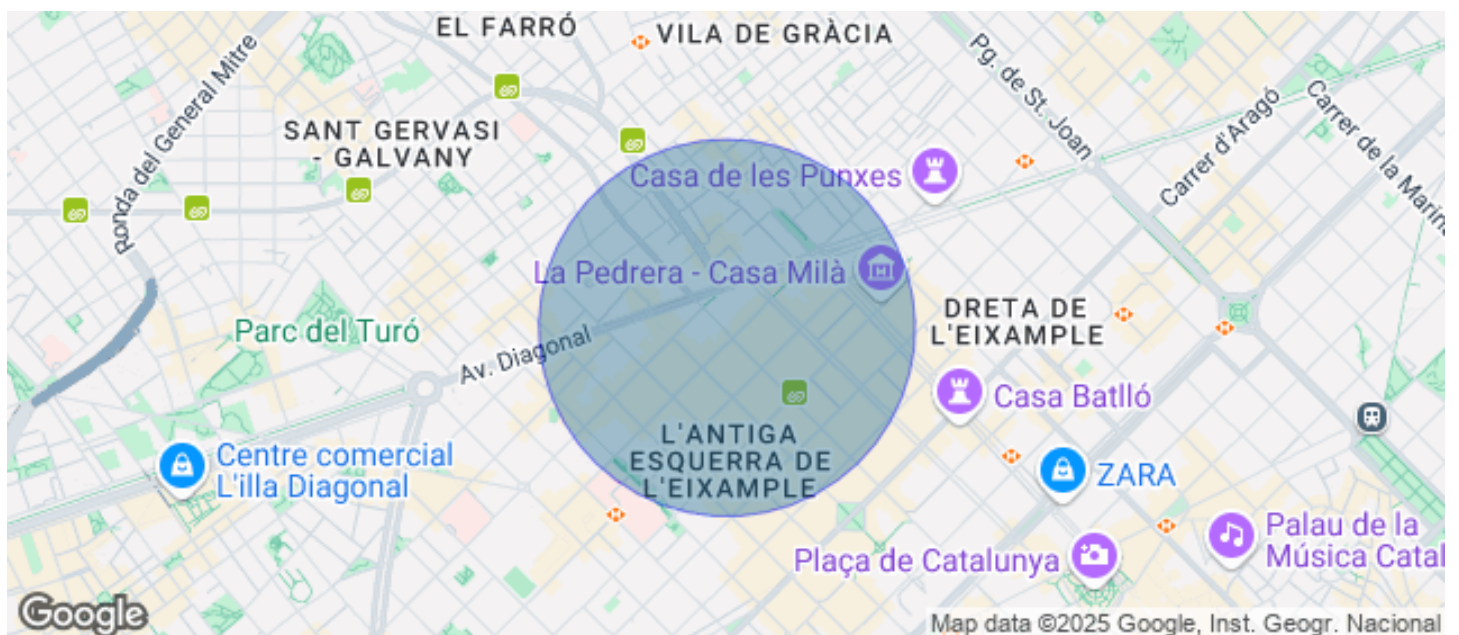 EL FARRÓ
VILA DE GRÀCIA
Ronda del General Mitre
Pg. de St. Joan
Carrer d'Aragó
Carrer de la Marina
SANT GERVASI
- GALVANY
Casa de les Punxes
La Pedrera - Casa Milà
Parc del Turó
Av. Diagonal
DRETA DE
L'EIXAMPLE
Casa Batlló
L'ANTIGA
ESQUERRA DE
L'EIXAMPLE
Centre comercial
L'illa Diagonal
ZARA
Plaça de Catalunya
Palau de la
Música Catal
Google
Map data ©2025 Google, Inst. Geogr. Nacional